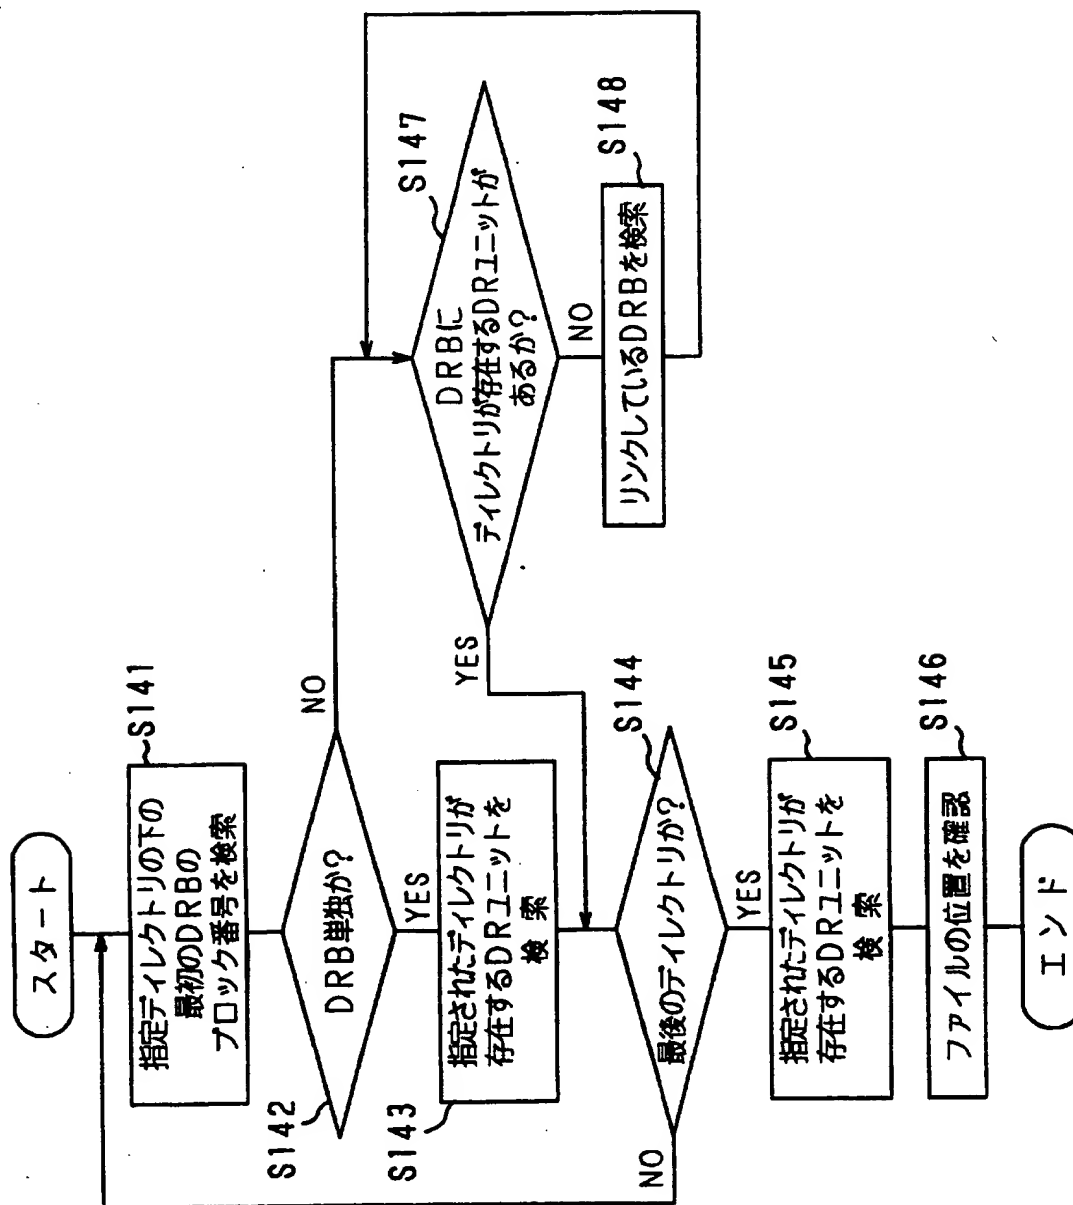 スタート
S141
指定ディレクトリの下の
最初のDRBの
ブロック番号を検索
S142
DRB単独か?
NO
YES
S143
指定されたディレクトリが
存在するDRユニットを
検索
S147
DRBに
ディレクトリが存在するDRユニットが
あるか?
YES
NO
S148
リンクしているDRBを検索
S144
最後のディレクトリか?
NO
YES
S145
指定されたディレクトリが
存在するDRユニットを
検索
S146
ファイルの位置を確認
エンド